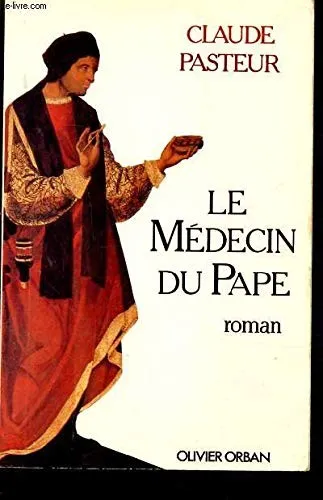 e-livre.com
CLAUDE
PASTEUR
LE
MÉDECIN
DU PAPE
roman
OLIVIER ORBAN